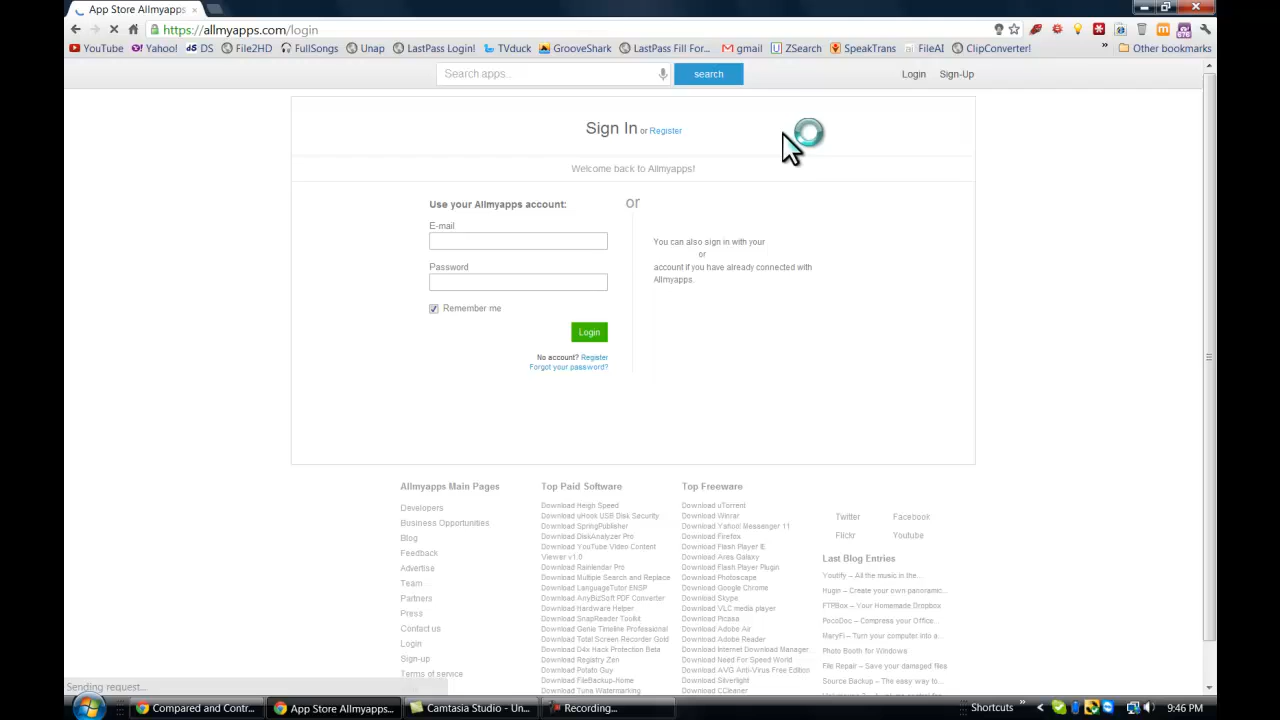 App Store Allmyapps
https://allmyapps.com/login
YouTube
Yahoo!
DS
File2HD
FullSongs
Unap
LastPass Login!
TVduck
GrooveShark
LastPass Fill For...
gmail
ZSearch
SpeakTrans
FileAI
ClipConverter!
»
Other bookmarks
Search apps..
search
Login
Sign-Up
Sign In or Register
Welcome back to Allmyapps!
Use your Allmyapps account:
or
E-mail
Password
Remember me
Login
No account? Register
Forgot your password?
You can also sign in with your
or
account if you have already connected with
Allmyapps.
Allmyapps Main Pages
Developers
Business Opportunities
Blog
Feedback
Advertise
Team
Partners
Press
Contact us
Login
Sign-up
Terms of service
Top Paid Software
Download Heigh Speed
Download uHook USB Disk Security
Download SpringPublisher
Download DiskAnalyzer Pro
Download YouTube Video Content
Viewer v1.0
Download Rainlendar Pro
Download Multiple Search and Replace
Download LanguageTutor ENSP
Download AnyBizSoft PDF Converter
Download Hardware Helper
Download SnapReader Toolkit
Download Genie Timeline Professional
Download Total Screen Recorder Gold
Download D4x Hack Protection Beta
Download Registry Zen
Download Potato Guy
Download FileBackup-Home
Download Tuna Watermarking
Top Freeware
Download uTorrent
Download Winrar
Download Yahoo! Messenger 11
Download Firefox
Download Flash Player IE
Download Ares Galaxy
Download Flash Player Plugin
Download Photoscape
Download Google Chrome
Download Skype
Download VLC media player
Download Picasa
Download Adobe Air
Download Adobe Reader
Download Internet Download Manager
Download Need For Speed World
Download AVG Anti-Virus Free Edition
Download Silverlight
Download CCleaner
Twitter
Facebook
Flickr
Youtube
Last Blog Entries
Youtify – All the music in the...
Hugin – Create your own panoramic...
FTPBox – Your Homemade Dropbox
PocoDoc – Compress your Office...
MaryFi – Turn your computer into a...
Photo Booth for Windows
File Repair – Save your damaged files
Source Backup – The easy way to...
Sending request...
Compared and Contr...
App Store Allmyapps...
Camtasia Studio - Un...
Recording...
Shortcuts
»
9:46 PM